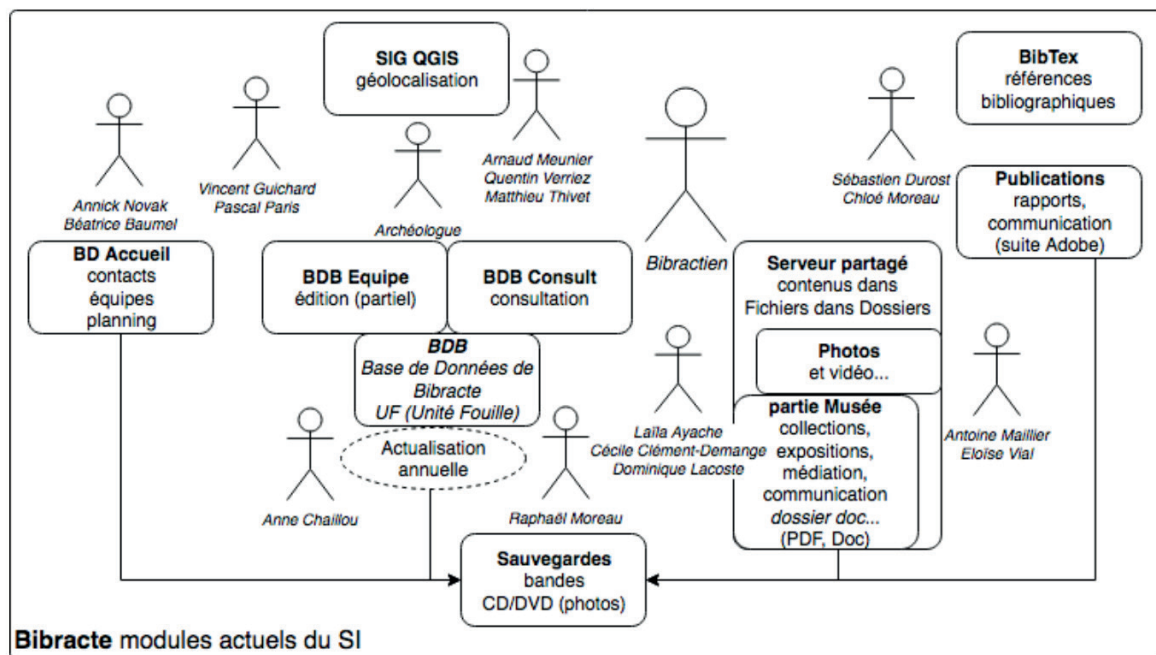 SIG QGIS
géolocalisation
BibTex
références
bibliographiques
Annick Novak
Béatrice Baumel
Vincent Guichard
Pascal Paris
Archéologue
Arnaud Meunier
Quentin Verriez
Matthieu Thivet
Bibractien
Sébastien Durost
Chloé Moreau
Publications
rapports,
communication
(suite Adobe)
BD Accueil
contacts
équipes
planning
BDB Equipe
édition (partiel)
BDB Consult
consultation
Serveur partagé
contenus dans
Fichiers dans Dossiers
BDB
Base de Données de
Bibracte
UF (Unité Fouille)
Photos
et vidéo...
Actualisation
annuelle
Anne Chaillou
Raphaël Moreau
Laïla Ayache
Cécile Clément-Demange
Dominique Lacoste
partie Musée
collections,
expositions,
médiation,
communication
dossier doc...
(PDF, Doc)
Antoine Maillier
Eloïse Vial
Sauvegardes
bandes
CD/DVD (photos)
Bibracte modules actuels du SI